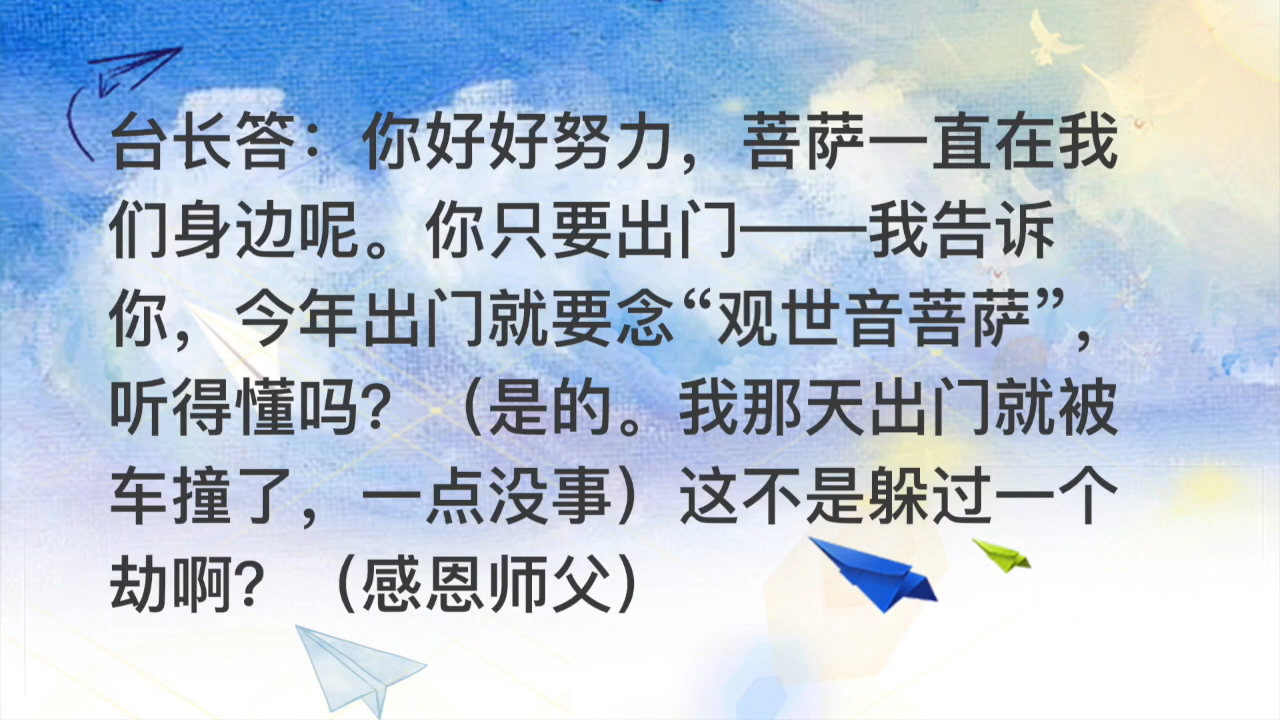 台长答：你好好努力，菩萨一直在我
们身边呢。你只要出门——我告诉
你，今年出门就要念“观世音菩萨”，
听得懂吗？（是的。我那天出门就被
车撞了，一点没事）这不是躲过一个
劫啊？（感恩师父）